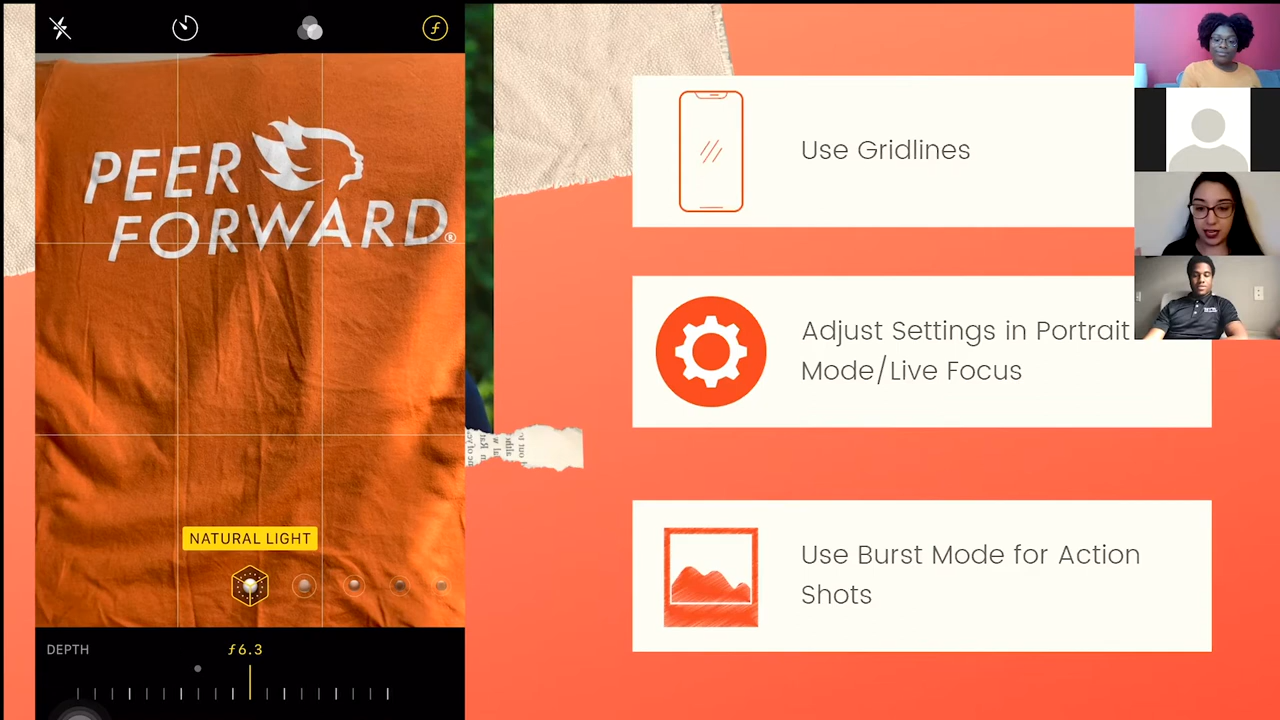 PEER
FORWARD®
NATURAL LIGHT
DEPTH
ƒ6.3
Use Gridlines
Adjust Settings in Portrait
Mode/Live Focus
Use Burst Mode for Action
Shots